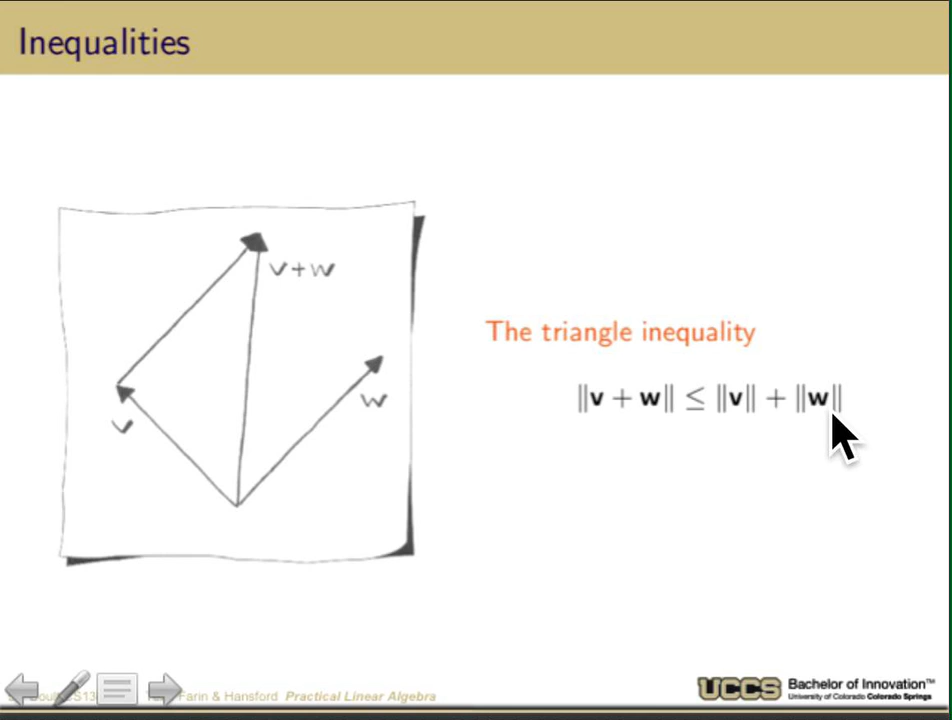 Inequalities
v+w
The triangle inequality
‖v + w‖ ≤ ‖v‖ + ‖w‖
w
v
Farin & Hansford Practical Linear Algebra
UCCS
Bachelor of Innovation™
University of Colorado Colorado Springs